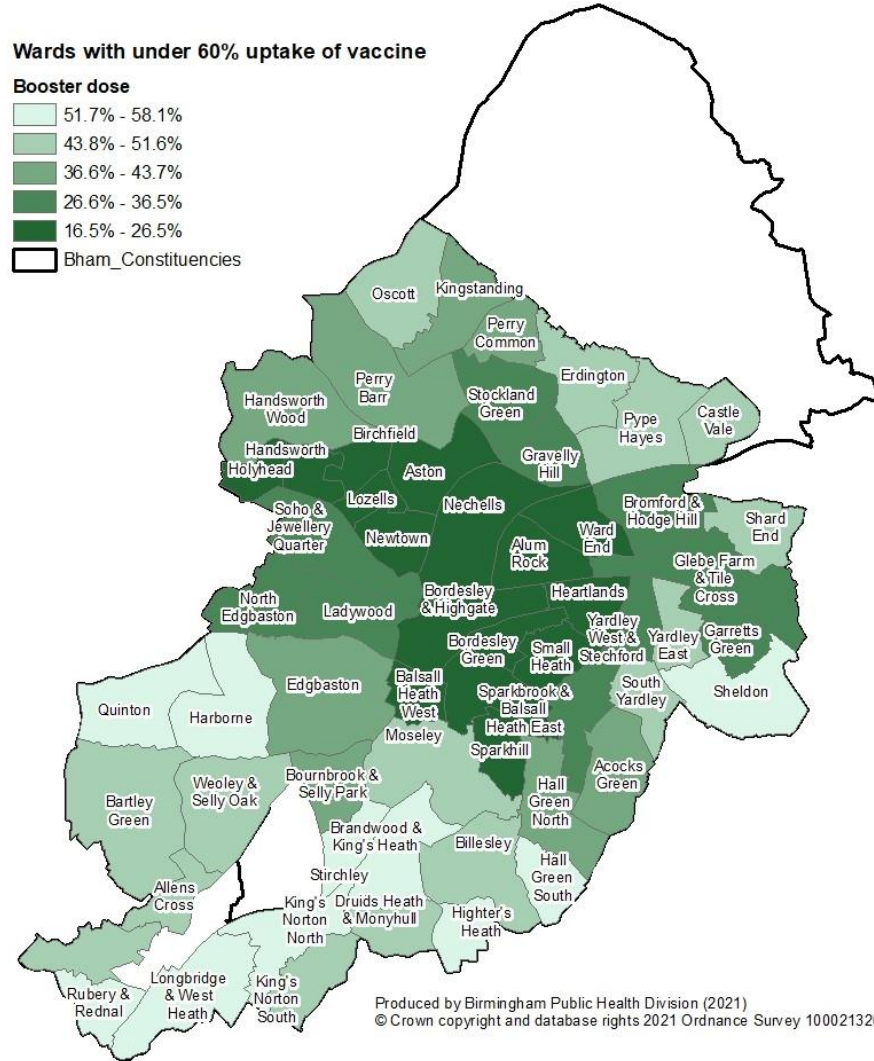 Wards with under 60% uptake of vaccine
Booster dose
51.7% - 58.1%
43.8% - 51.6%
36.6% - 43.7%
26.6% - 36.5%
16.5% - 26.5%
Bham_Constituencies
Oscott
Kingstanding
Perry
Common
Erdington
Perry
Barr
Stockland
Green
Handsworth
Wood
Pype
Hayes
Castle
Vale
Birchfield
Handsworth
Holyhead
Aston
Gravelly
Hill
Lozells
Nechells
Bromford &
Hodge Hill
Soho &
Jewellery
Quarter
Newtown
Ward
End
Shard
End
Alum
Rock
Glebe Farm
& Tile
Cross
North
Edgbaston
Ladywood
Bordesley
& Highgate
Heartlands
Bordesley
Green
Small
Heath
Yardley
West &
Stechford
Yardley
East
Garretts
Green
Edgbaston
Balsall
Heath
West
Sparkbrook &
Balsall
Heath East
South
Yardley
Sheldon
Quinton
Harborne
Moseley
Sparkhill
Bartley
Green
Weoley &
Selly Oak
Bournbrook &
Selly Park
Hall
Green
North
Acocks
Green
Brandwood &
King's Heath
Billesley
Stirchley
Hall
Green
South
Allens
Cross
King's
Norton
North
Druids Heath
& Monyhull
Highter's
Heath
Rubery &
Rednal
Longbridge
& West
Heath
King's
Norton
South
Produced by Birmingham Public Health Division (2021)
© Crown copyright and database rights 2021 Ordnance Survey